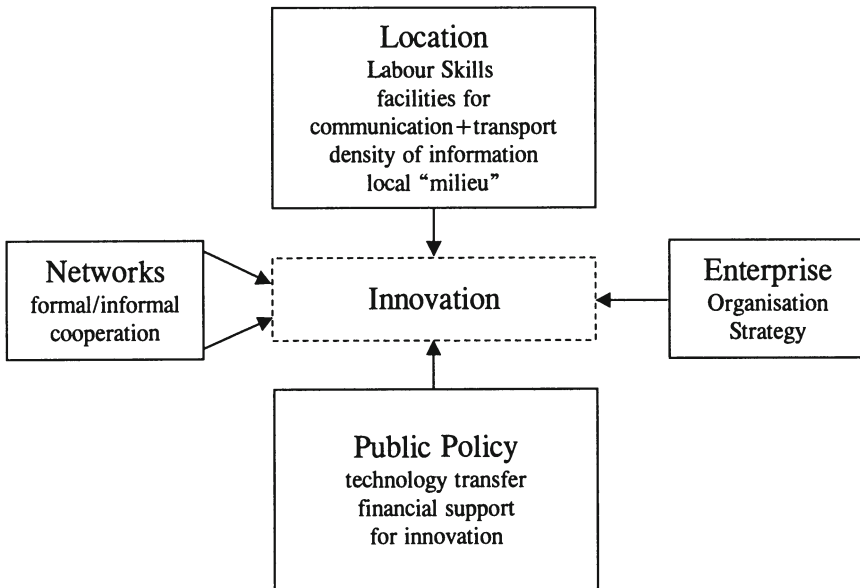 Location
Labour Skills
facilities for
communication+transport
density of information
local “milieu”
Networks
formal/informal
cooperation
Innovation
Enterprise
Organisation
Strategy
Public Policy
technology transfer
financial support
for innovation